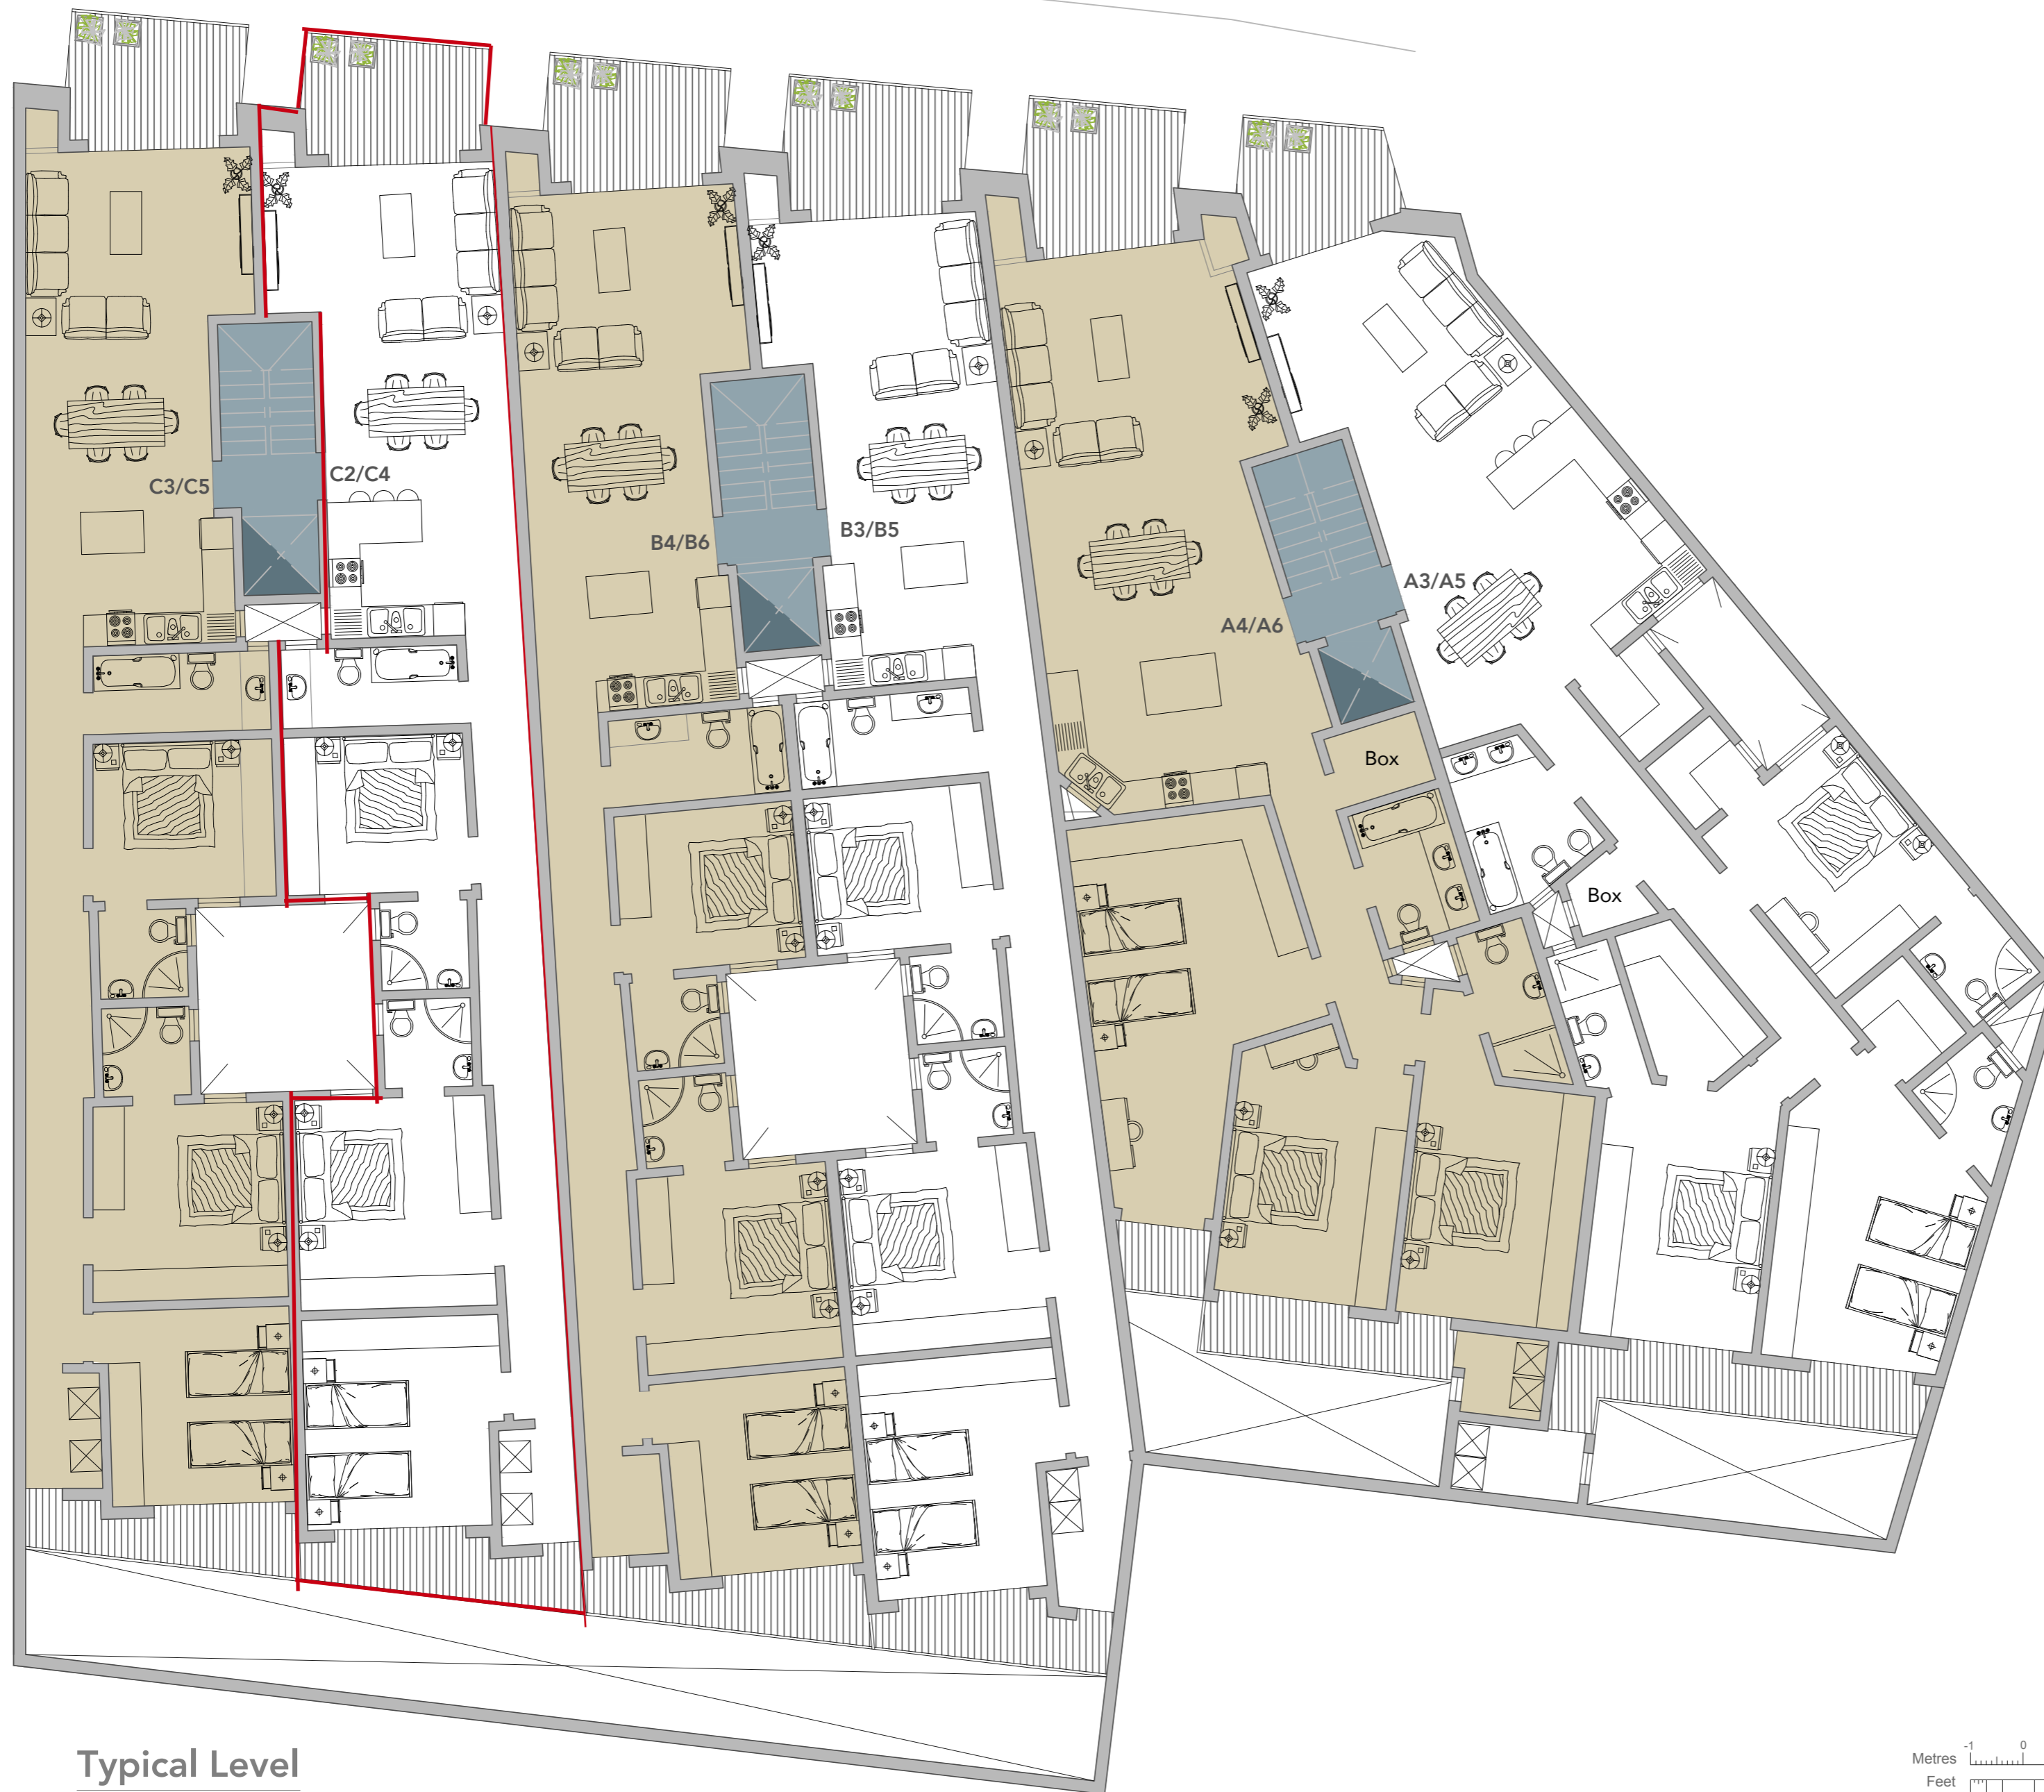 C2/C4
C3/C5
B3/B5
B4/B6
A3/A5
A4/A6
Box
Box
Typical Level
-1 0
Metres
Feet